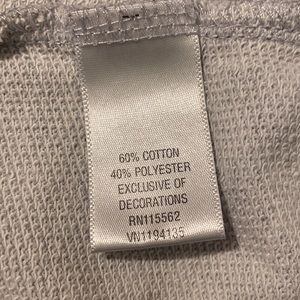 60% COTTON
40% POLYESTER
EXCLUSIVE OF
DECORATIONS
RN115562
VN1194135